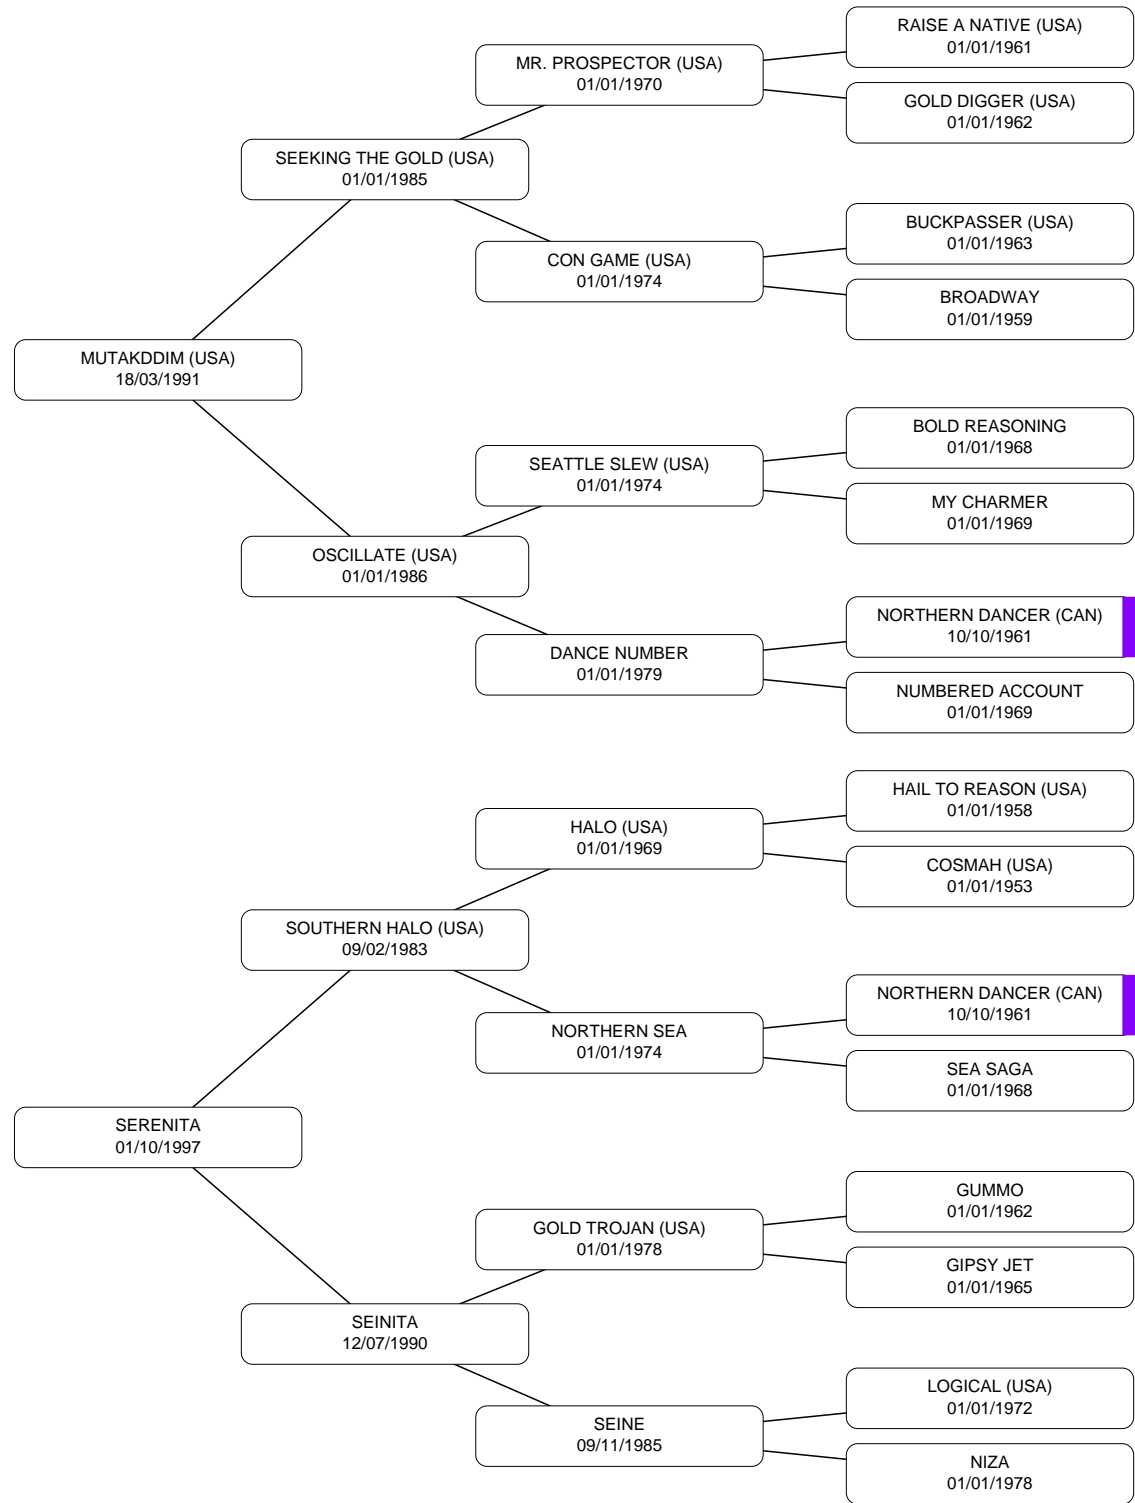 RAISE A NATIVE (USA)
01/01/1961
MR. PROSPECTOR (USA)
01/01/1970
GOLD DIGGER (USA)
01/01/1962
SEEKING THE GOLD (USA)
01/01/1985
BUCKPASSER (USA)
01/01/1963
CON GAME (USA)
01/01/1974
BROADWAY
01/01/1959
MUTAKDDIM (USA)
18/03/1991
BOLD REASONING
01/01/1968
SEATTLE SLEW (USA)
01/01/1974
MY CHARMER
01/01/1969
OSCILLATE (USA)
01/01/1986
NORTHERN DANCER (CAN)
10/10/1961
DANCE NUMBER
01/01/1979
NUMBERED ACCOUNT
01/01/1969
HAIL TO REASON (USA)
01/01/1958
HALO (USA)
01/01/1969
COSMAH (USA)
01/01/1953
SOUTHERN HALO (USA)
09/02/1983
NORTHERN DANCER (CAN)
10/10/1961
NORTHERN SEA
01/01/1974
SEA SAGA
01/01/1968
SERENITA
01/10/1997
GUMMO
01/01/1962
GOLD TROJAN (USA)
01/01/1978
GIPSY JET
01/01/1965
SEINITA
12/07/1990
LOGICAL (USA)
01/01/1972
SEINE
09/11/1985
NIZA
01/01/1978